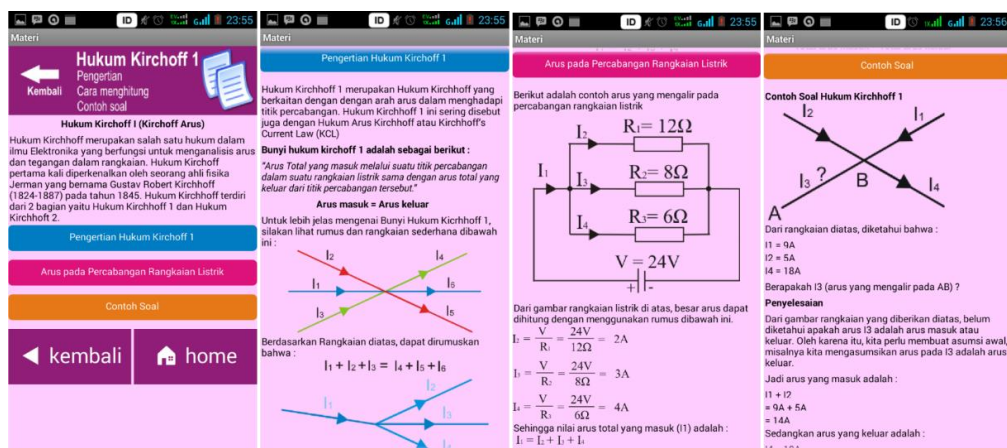 ID
23:55
Materi
Hukum Kirchoff 1
Pengertian
Cara menghitung
Contoh soal
Kembali
Hukum Kirchoff I (Kirchoff Arus)
Hukum Kirchhoff merupakan salah satu hukum dalam
ilmu Elektronika yang berfungsi untuk menganalisis arus
dan tegangan dalam rangkaian. Hukum Kirchoff
pertama kali diperkenalkan oleh seorang ahli fisika
Jerman yang bernama Gustav Robert Kirchhoff
(1824-1887) pada tahun 1845. Hukum Kirchhoff terdiri
dari 2 bagian yaitu Hukum Kirchhoff 1 dan Hukum
Kirchhoft 2.
Pengertian Hukum Kirchoff 1
Arus pada Percabangan Rangkaian Listrik
Contoh Soal
kembali
home
ID
23:55
Materi
Pengertian Hukum Kirchoff 1
Hukum Kirchhoff 1 merupakan Hukum Kirchhoff yang
berkaitan dengan dengan arah arus dalam menghadapi
titik percabangan. Hukum Kirchhoff 1 ini sering disebut
juga dengan Hukum Arus Kirchhoff atau Kirchhoff's
Current Law (KCL)
Bunyi hukum kirchoff 1 adalah sebagai berikut :
"Arus Total yang masuk melalui suatu titik percabangan
dalam suatu rangkaian listrik sama dengan arus total yang
keluar dari titik percabangan tersebut."
Arus masuk = Arus keluar
Untuk lebih jelas mengenai Bunyi Hukum Kicrhhoff 1,
silakan lihat rumus dan rangkaian sederhana dibawah
ini :
I2
I4
I1
I5
I3
I5
Berdasarkan Rangkaian diatas, dapat dirumuskan
bahwa :
I1 + I2 + I3 = I4 + I5 + I6
I2
I1
I3
I4
ID
23:55
Materi
Arus pada Percabangan Rangkaian Listrik
Berikut adalah contoh arus yang mengalir pada
percabangan rangkaian listrik
I2 R1= 12Ω
I1
I3 R2= 8Ω
I4 R3= 6Ω
V = 24V
+ -
Dari gambar rangkaian listrik di atas, besar arus dapat
dihitung dengan menggunakan rumus dibawah ini.
I2 = V/R1 = 24V/12Ω = 2A
I3 = V/R2 = 24V/8Ω = 3A
I4 = V/R3 = 24V/6Ω = 4A
Sehingga nilai arus total yang masuk (I1) adalah :
I1 = I2 + I3 + I4
ID
23:56
Materi
Contoh Soal
Contoh Soal Hukum Kirchhoff 1
I2
I1
I3 ?
B
I4
A
Dari rangkaian diatas, diketahui bahwa :
I1 = 9A
I2 = 5A
I4 = 18A
Berapakah I3 (arus yang mengalir pada AB) ?
Penyelesaian
Dari gambar rangkaian yang diberikan diatas, belum
diketahui apakah arus I3 adalah arus masuk atau
keluar. Oleh karena itu, kita perlu membuat asumsi awal,
misalnya kita mengasumsikan arus pada I3 adalah arus
keluar.
Jadi arus yang masuk adalah :
I1 + I2
= 9A + 5A
= 14A
Sedangkan arus yang keluar adalah :